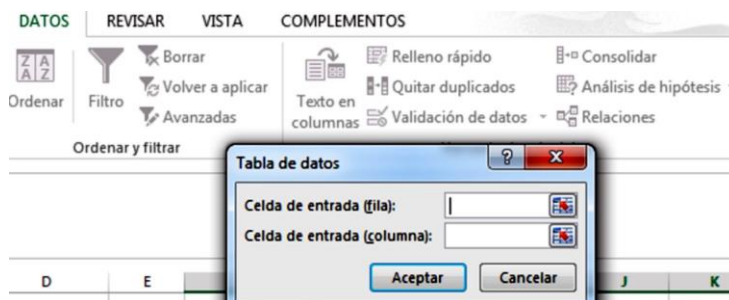 DATOS REVISAR VISTA COMPLEMENTOS
Ordenar
Filtro
Borrar
Volver a aplicar
Avanzadas
Ordenar y filtrar
Texto en
columnas
Relleno rápido
Quitar duplicados
Validación de datos
Consolidar
Análisis de hipótesis
Relaciones
Tabla de datos
Celda de entrada (fila):
Celda de entrada (columna):
Aceptar Cancelar
D E J K